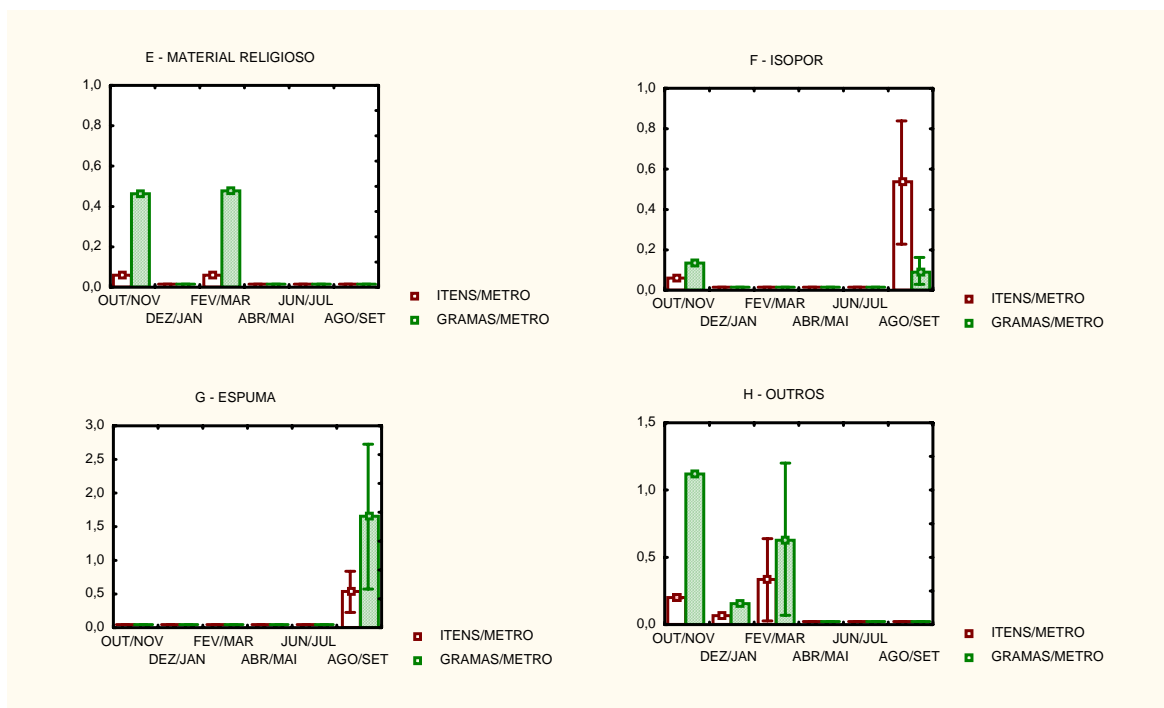 E - MATERIAL RELIGIOSO
1,0
0,8
0,6
0,4
0,2
0,0
OUT/NOV FEV/MAR JUN/JUL
DEZ/JAN ABR/MAI AGO/SET
ITENS/METRO
GRAMAS/METRO
F - ISOPOR
1,0
0,8
0,6
0,4
0,2
0,0
OUT/NOV FEV/MAR JUN/JUL
DEZ/JAN ABR/MAI AGO/SET
ITENS/METRO
GRAMAS/METRO
G - ESPUMA
3,0
2,5
2,0
1,5
1,0
0,5
0,0
OUT/NOV FEV/MAR JUN/JUL
DEZ/JAN ABR/MAI AGO/SET
ITENS/METRO
GRAMAS/METRO
H - OUTROS
1,5
1,0
0,5
0,0
OUT/NOV FEV/MAR JUN/JUL
DEZ/JAN ABR/MAI AGO/SET
ITENS/METRO
GRAMAS/METRO